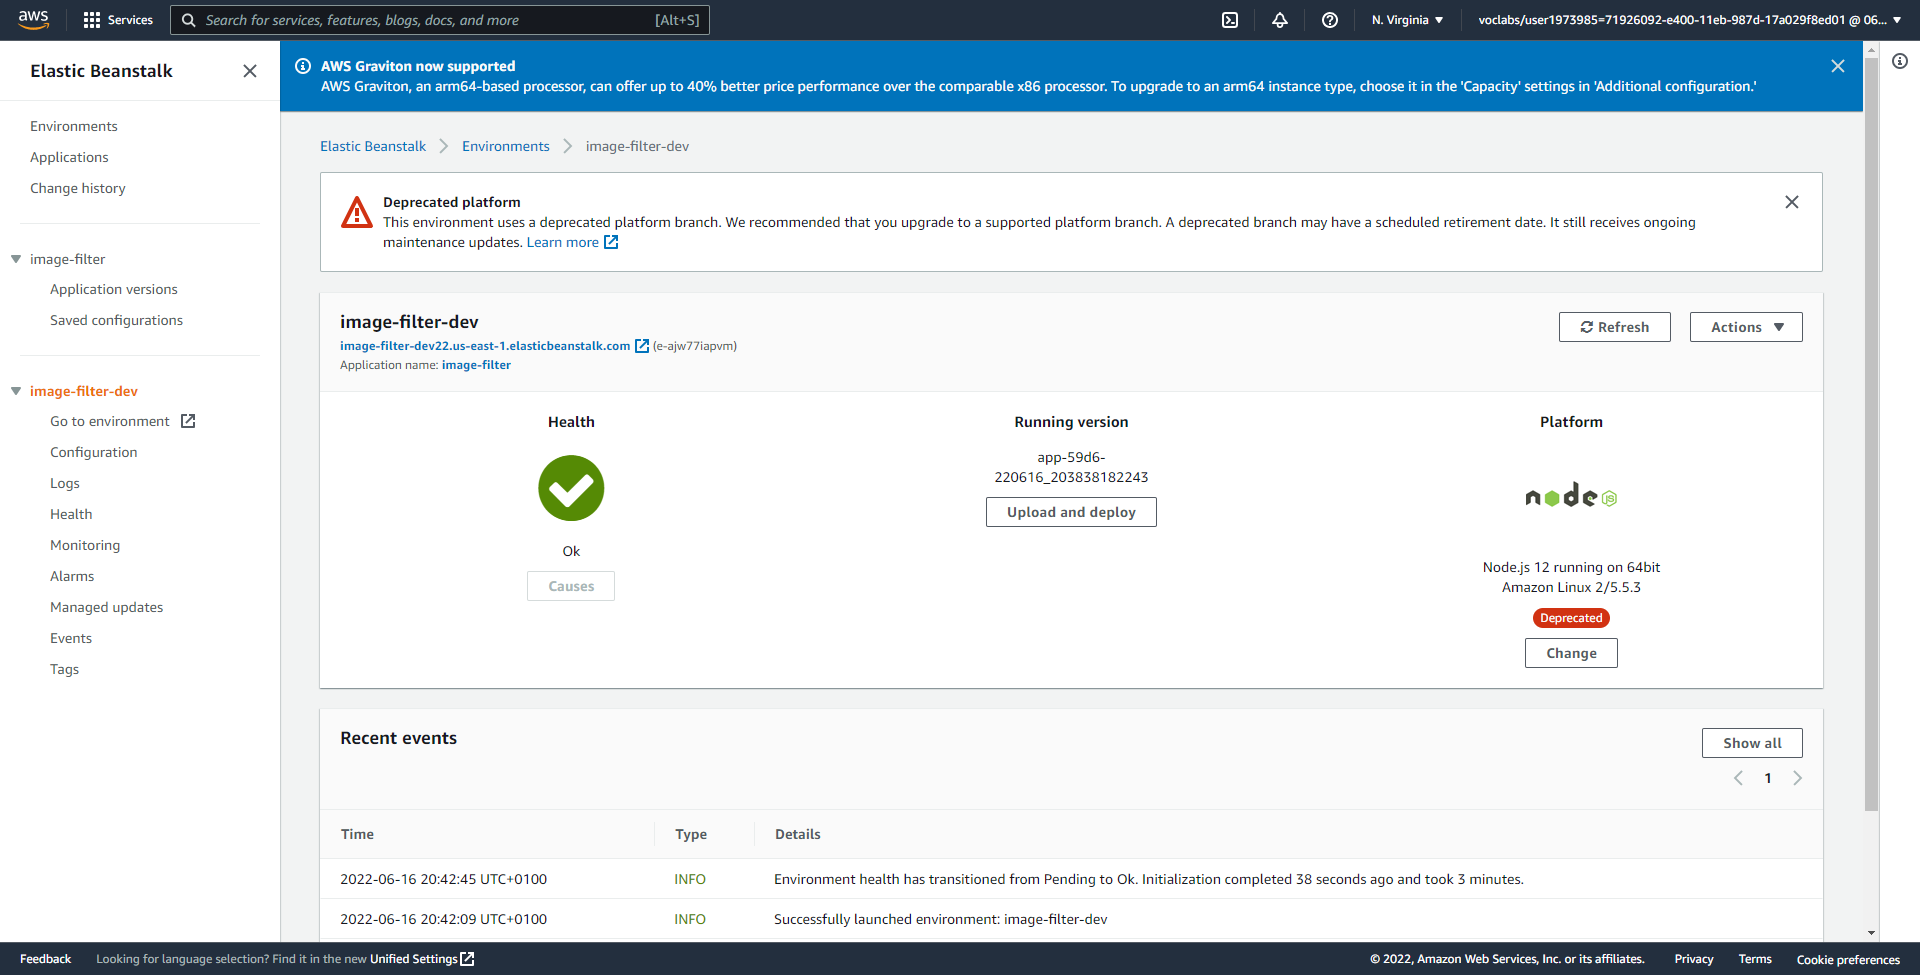 aws
Services
Search for services, features, blogs, docs, and more
[Alt+S]
N. Virginia
voclabs/user1973985=71926092-e400-11eb-987d-17a029f8ed01 @ 06...
Elastic Beanstalk
Environments
Applications
Change history
image-filter
Application versions
Saved configurations
image-filter-dev
Go to environment
Configuration
Logs
Health
Monitoring
Alarms
Managed updates
Events
Tags
AWS Graviton now supported
AWS Graviton, an arm64-based processor, can offer up to 40% better price performance over the comparable x86 processor. To upgrade to an arm64 instance type, choose it in the 'Capacity' settings in 'Additional configuration.'
Elastic Beanstalk
Environments
image-filter-dev
Deprecated platform
This environment uses a deprecated platform branch. We recommended that you upgrade to a supported platform branch. A deprecated branch may have a scheduled retirement date. It still receives ongoing
maintenance updates. Learn more
image-filter-dev
image-filter-dev22.us-east-1.elasticbeanstalk.com (e-ajw77iapvm)
Application name: image-filter
Refresh
Actions
Health
Ok
Causes
Running version
app-59d6-
220616_203838182243
Upload and deploy
Platform
node JS
Node.js 12 running on 64bit
Amazon Linux 2/5.5.3
Deprecated
Change
Recent events
Show all
1
Time Type Details
2022-06-16 20:42:45 UTC+0100 INFO Environment health has transitioned from Pending to Ok. Initialization completed 38 seconds ago and took 3 minutes.
2022-06-16 20:42:09 UTC+0100 INFO Successfully launched environment: image-filter-dev
Feedback
Looking for language selection? Find it in the new Unified Settings
© 2022, Amazon Web Services, Inc. or its affiliates.
Privacy
Terms
Cookie preferences